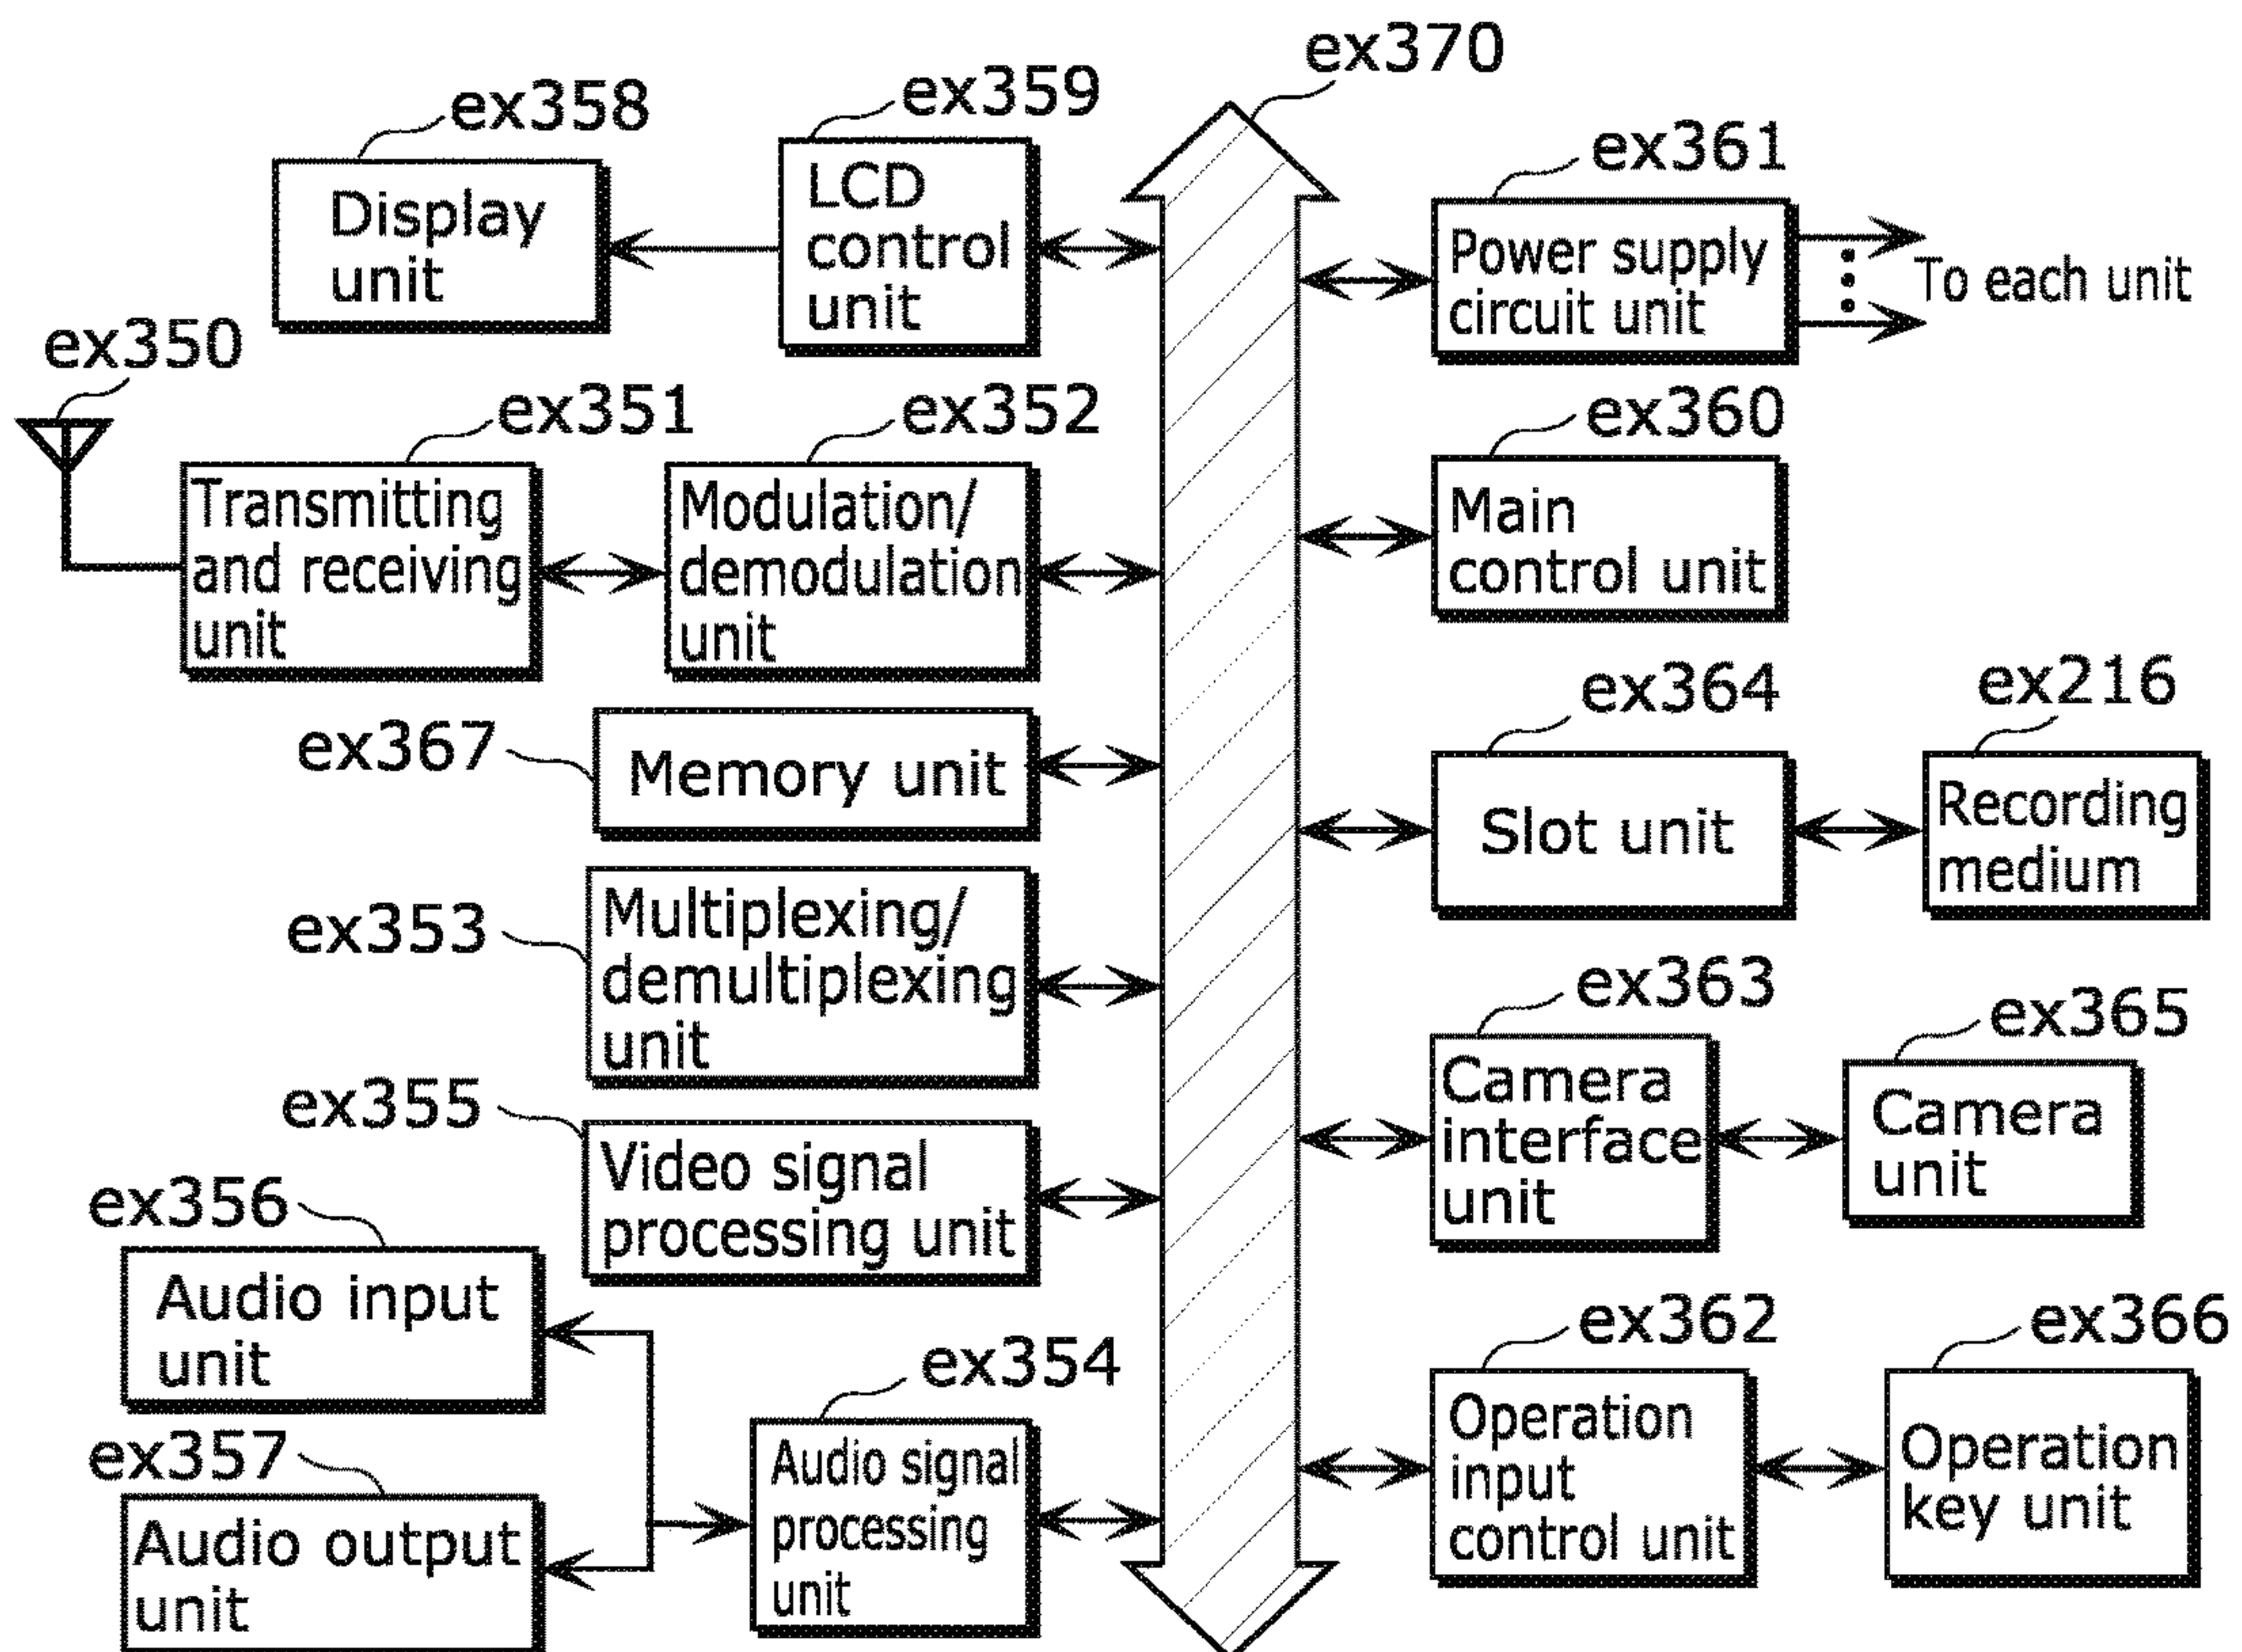 ex370
ex358
ex359
Display
unit
LCD
control
unit
ex361
Power supply
circuit unit
To each unit
ex350
ex351
ex352
Transmitting
and receiving
unit
Modulation/
demodulation
unit
ex360
Main
control unit
ex367
Memory unit
ex364
ex216
Slot unit
Recording
medium
ex353
Multiplexing/
demultiplexing
unit
ex363
ex365
Camera
interface
unit
Camera
unit
ex355
Video signal
processing unit
ex356
Audio input
unit
ex357
Audio output
unit
ex354
Audio signal
processing
unit
ex362
ex366
Operation
input
control unit
Operation
key unit